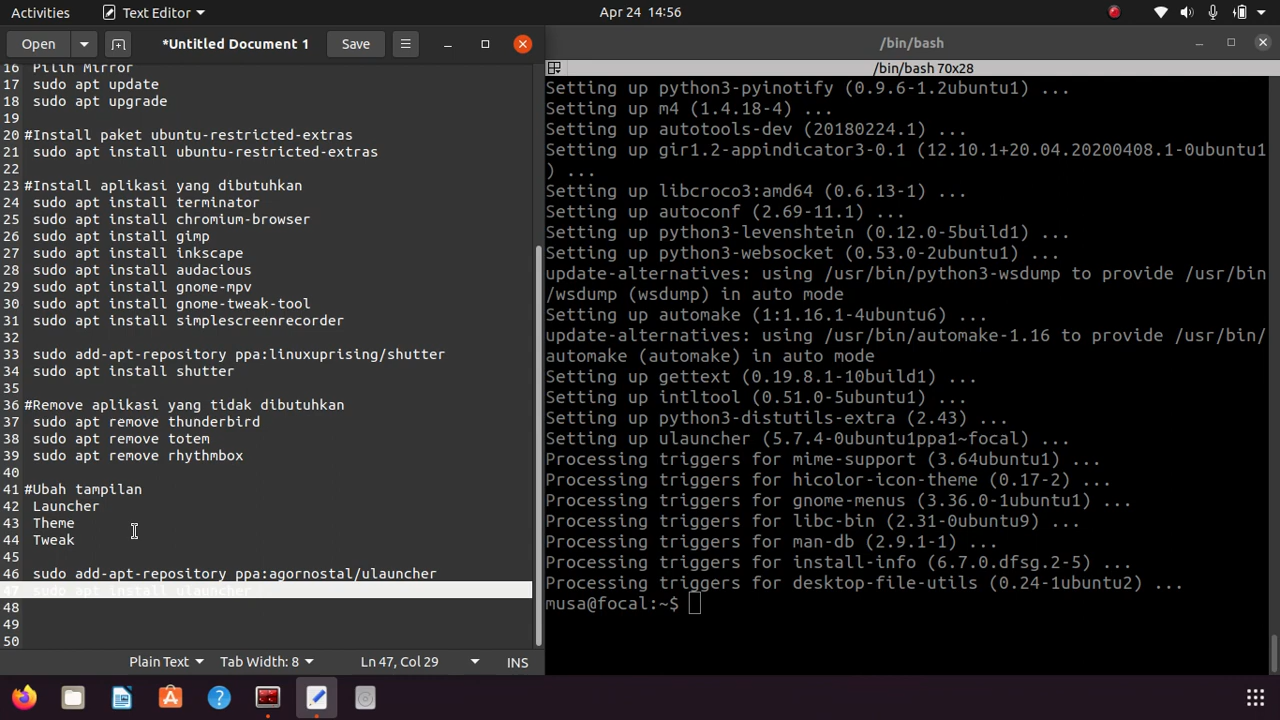 Activities
Text Editor
Apr 24 14:56
Open
*Untitled Document 1
Save
16 Pilih Mirror
17 sudo apt update
18 sudo apt upgrade
20 #Install paket ubuntu-restricted-extras
21 sudo apt install ubuntu-restricted-extras
22
23 #Install aplikasi yang dibutuhkan
24 sudo apt install terminator
25 sudo apt install chromium-browser
26 sudo apt install gimp
27 sudo apt install inkscape
28 sudo apt install audacious
29 sudo apt install gnome-mpv
30 sudo apt install gnome-tweak-tool
31 sudo apt install simplescreenrecorder
32
33 sudo add-apt-repository ppa:linuxuprising/shutter
34 sudo apt install shutter
35
36 #Remove aplikasi yang tidak dibutuhkan
37 sudo apt remove thunderbird
38 sudo apt remove totem
39 sudo apt remove rhythmbox
40
41 #Ubah tampilan
42 Launcher
43 Theme
44 Tweak
45
46 sudo add-apt-repository ppa:agornostal/ulauncher
47 sudo apt install ulauncher
48
49
50
Plain Text
Tab Width: 8
Ln 47, Col 29
INS
/bin/bash
/bin/bash 70x28
Setting up python3-pyinotify (0.9.6-1.2ubuntu1) ...
Setting up m4 (1.4.18-4) ...
Setting up autotools-dev (20180224.1) ...
Setting up gir1.2-appindicator3-0.1 (12.10.1+20.04.20200408.1-0ubuntu1
) ...
Setting up libcroco3:amd64 (0.6.13-1) ...
Setting up autoconf (2.69-11.1) ...
Setting up python3-levenshtein (0.12.0-5build1) ...
Setting up python3-websocket (0.53.0-2ubuntu1) ...
update-alternatives: using /usr/bin/python3-wsdump to provide /usr/bin
/wsdump (wsdump) in auto mode
Setting up automake (1:1.16.1-4ubuntu6) ...
update-alternatives: using /usr/bin/automake-1.16 to provide /usr/bin/
automake (automake) in auto mode
Setting up gettext (0.19.8.1-10build1) ...
Setting up intltool (0.51.0-5ubuntu1) ...
Setting up python3-distutils-extra (2.43) ...
Setting up ulauncher (5.7.4-0ubuntu1ppa1~focal) ...
Processing triggers for mime-support (3.64ubuntu1) ...
Processing triggers for hicolor-icon-theme (0.17-2) ...
Processing triggers for gnome-menus (3.36.0-1ubuntu1) ...
Processing triggers for libc-bin (2.31-0ubuntu9) ...
Processing triggers for man-db (2.9.1-1) ...
Processing triggers for install-info (6.7.0.dfsg.2-5) ...
Processing triggers for desktop-file-utils (0.24-1ubuntu2) ...
musa@focal:~$